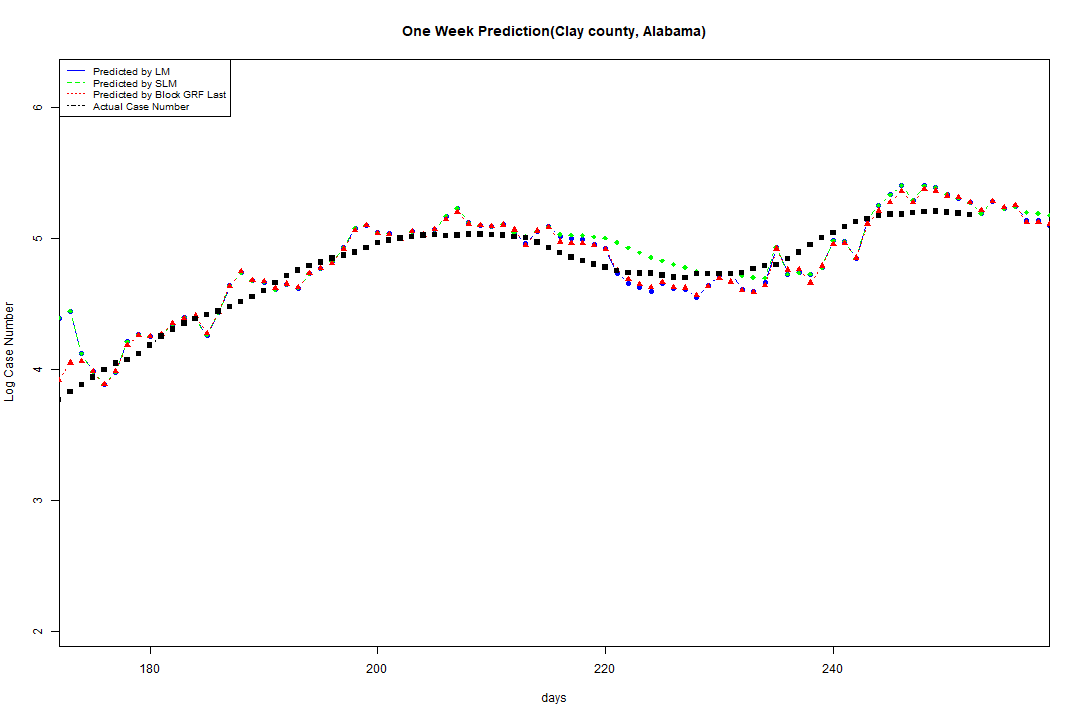 One Week Prediction(Clay county, Alabama)
Predicted by LM
Predicted by SLM
Predicted by Block GRF Last
Actual Case Number
6
5
4
3
2
Log Case Number
180 200 220 240
days